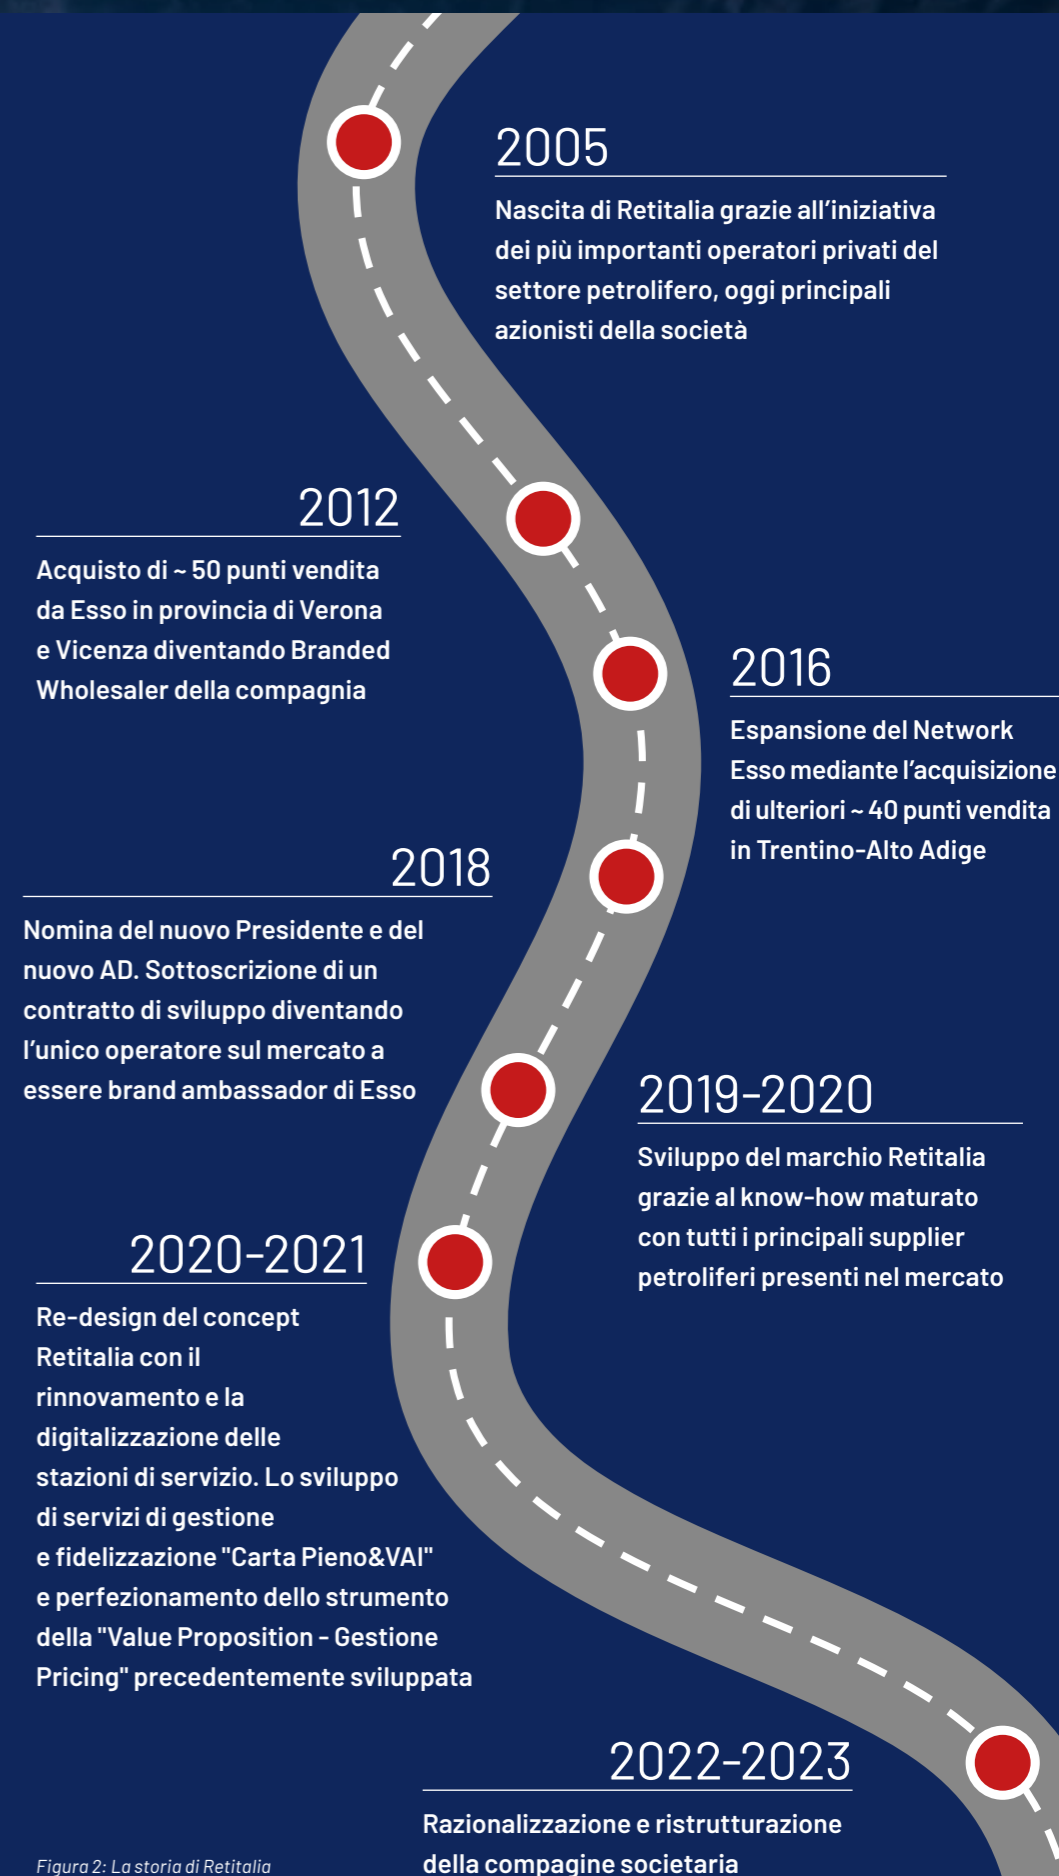 2005
Nascita di Retitalia grazie all’iniziativa
dei più importanti operatori privati del
settore petrolifero, oggi principali
azionisti della società
2012
Acquisto di ~ 50 punti vendita
da Esso in provincia di Verona
e Vicenza diventando Branded
Wholesaler della compagnia
2016
Espansione del Network
Esso mediante l’acquisizione
di ulteriori ~ 40 punti vendita
in Trentino-Alto Adige
2018
Nomina del nuovo Presidente e del
nuovo AD. Sottoscrizione di un
contratto di sviluppo diventando
l’unico operatore sul mercato a
essere brand ambassador di Esso
2019-2020
Sviluppo del marchio Retitalia
grazie al know-how maturato
con tutti i principali supplier
petroliferi presenti nel mercato
2020-2021
Re-design del concept
Retitalia con il
rinnovamento e la
digitalizzazione delle
stazioni di servizio. Lo sviluppo
di servizi di gestione
e fidelizzazione "Carta Pieno&VAI"
e perfezionamento dello strumento
della "Value Proposition - Gestione
Pricing" precedentemente sviluppata
2022-2023
Razionalizzazione e ristrutturazione
della compagine societaria
Figura 2: La storia di Retitalia